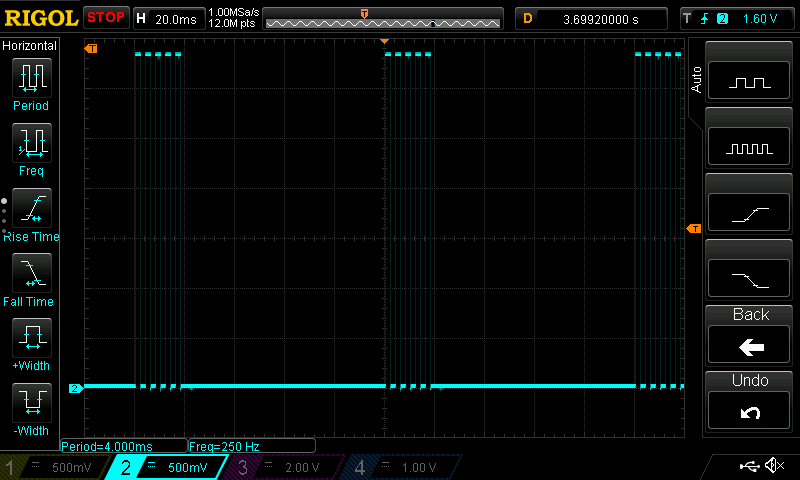 RIGOL STOP H 20.0ms 1.00MSa/s 12.0M pts T D 3.69920000 s T 2 1.60 V
Horizontal
Period
Freq
Rise Time
Fall Time
+Width
-Width
T
T
2
Auto
Back
Undo
Period=4.000ms Freq=250 Hz
1 500mV 2 500mV 3 2.00 V 4 1.00 V